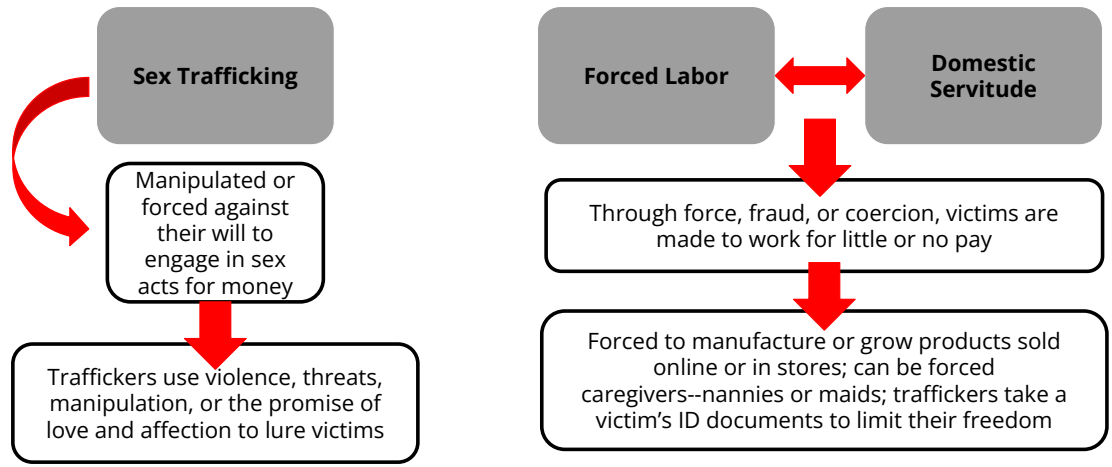 Sex Trafficking
Manipulated or
forced against
their will to
engage in sex
acts for money
Traffickers use violence, threats,
manipulation, or the promise of
love and affection to lure victims
Forced Labor
Domestic
Servitude
Through force, fraud, or coercion, victims are
made to work for little or no pay
Forced to manufacture or grow products sold
online or in stores; can be forced
caregivers--nannies or maids; traffickers take a
victim’s ID documents to limit their freedom